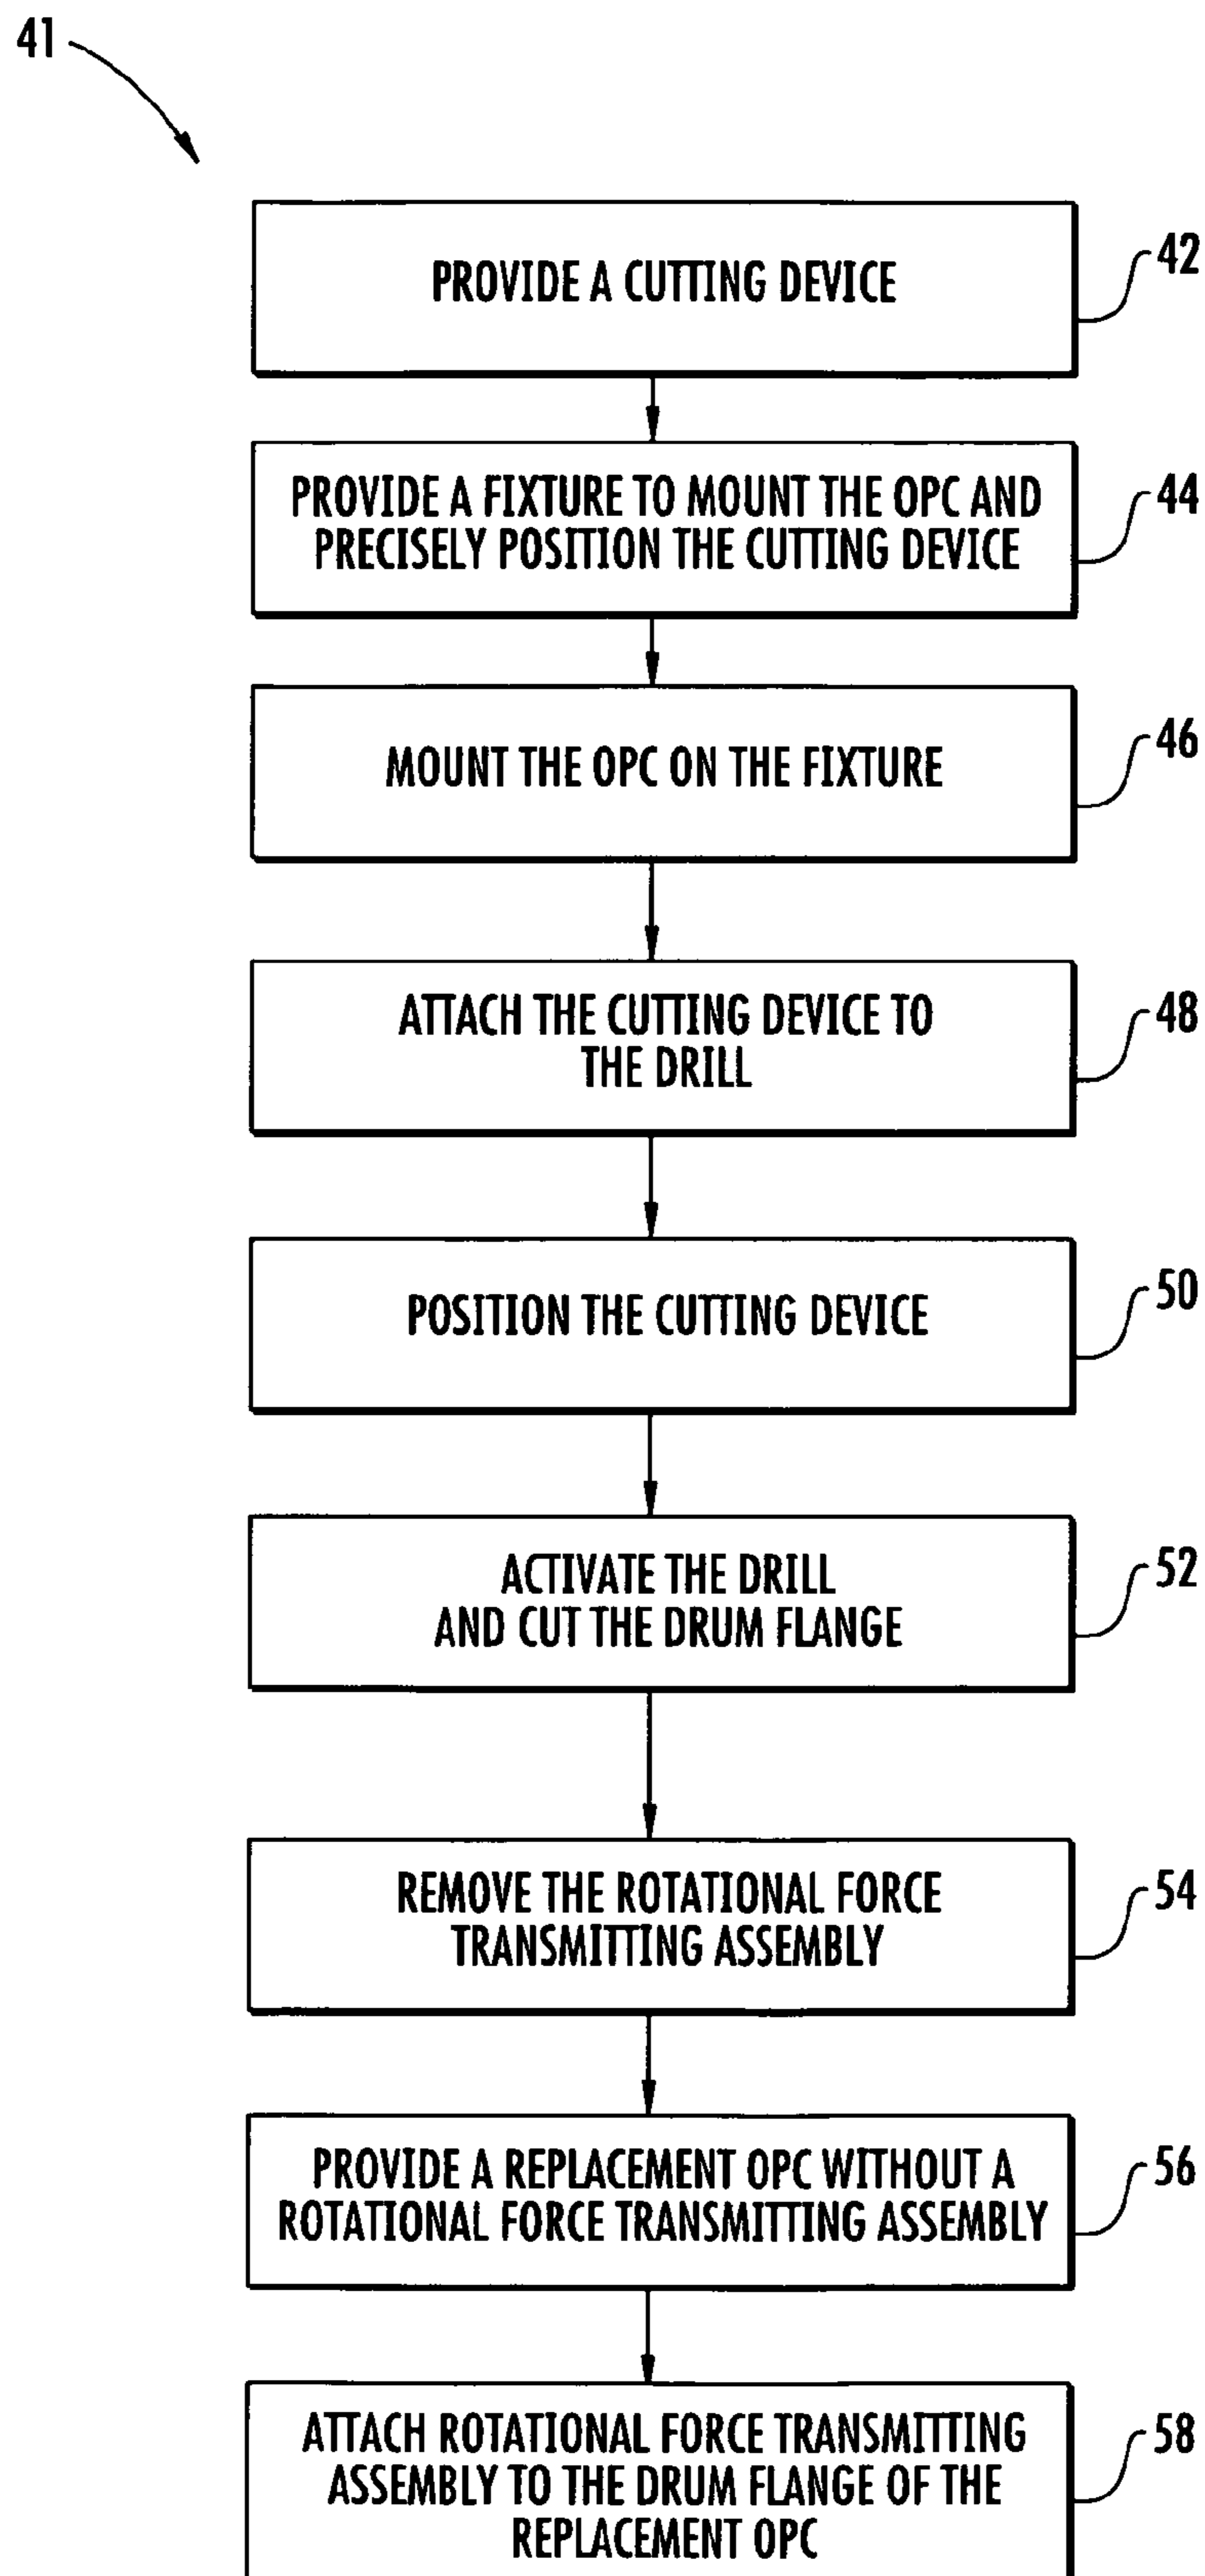 41
PROVIDE A CUTTING DEVICE
42
PROVIDE A FIXTURE TO MOUNT THE OPC AND
PRECISELY POSITION THE CUTTING DEVICE
44
MOUNT THE OPC ON THE FIXTURE
46
ATTACH THE CUTTING DEVICE TO
THE DRILL
48
POSITION THE CUTTING DEVICE
50
ACTIVATE THE DRILL
AND CUT THE DRUM FLANGE
52
REMOVE THE ROTATIONAL FORCE
TRANSMITTING ASSEMBLY
54
PROVIDE A REPLACEMENT OPC WITHOUT A
ROTATIONAL FORCE TRANSMITTING ASSEMBLY
56
ATTACH ROTATIONAL FORCE TRANSMITTING
ASSEMBLY TO THE DRUM FLANGE OF THE
REPLACEMENT OPC
58